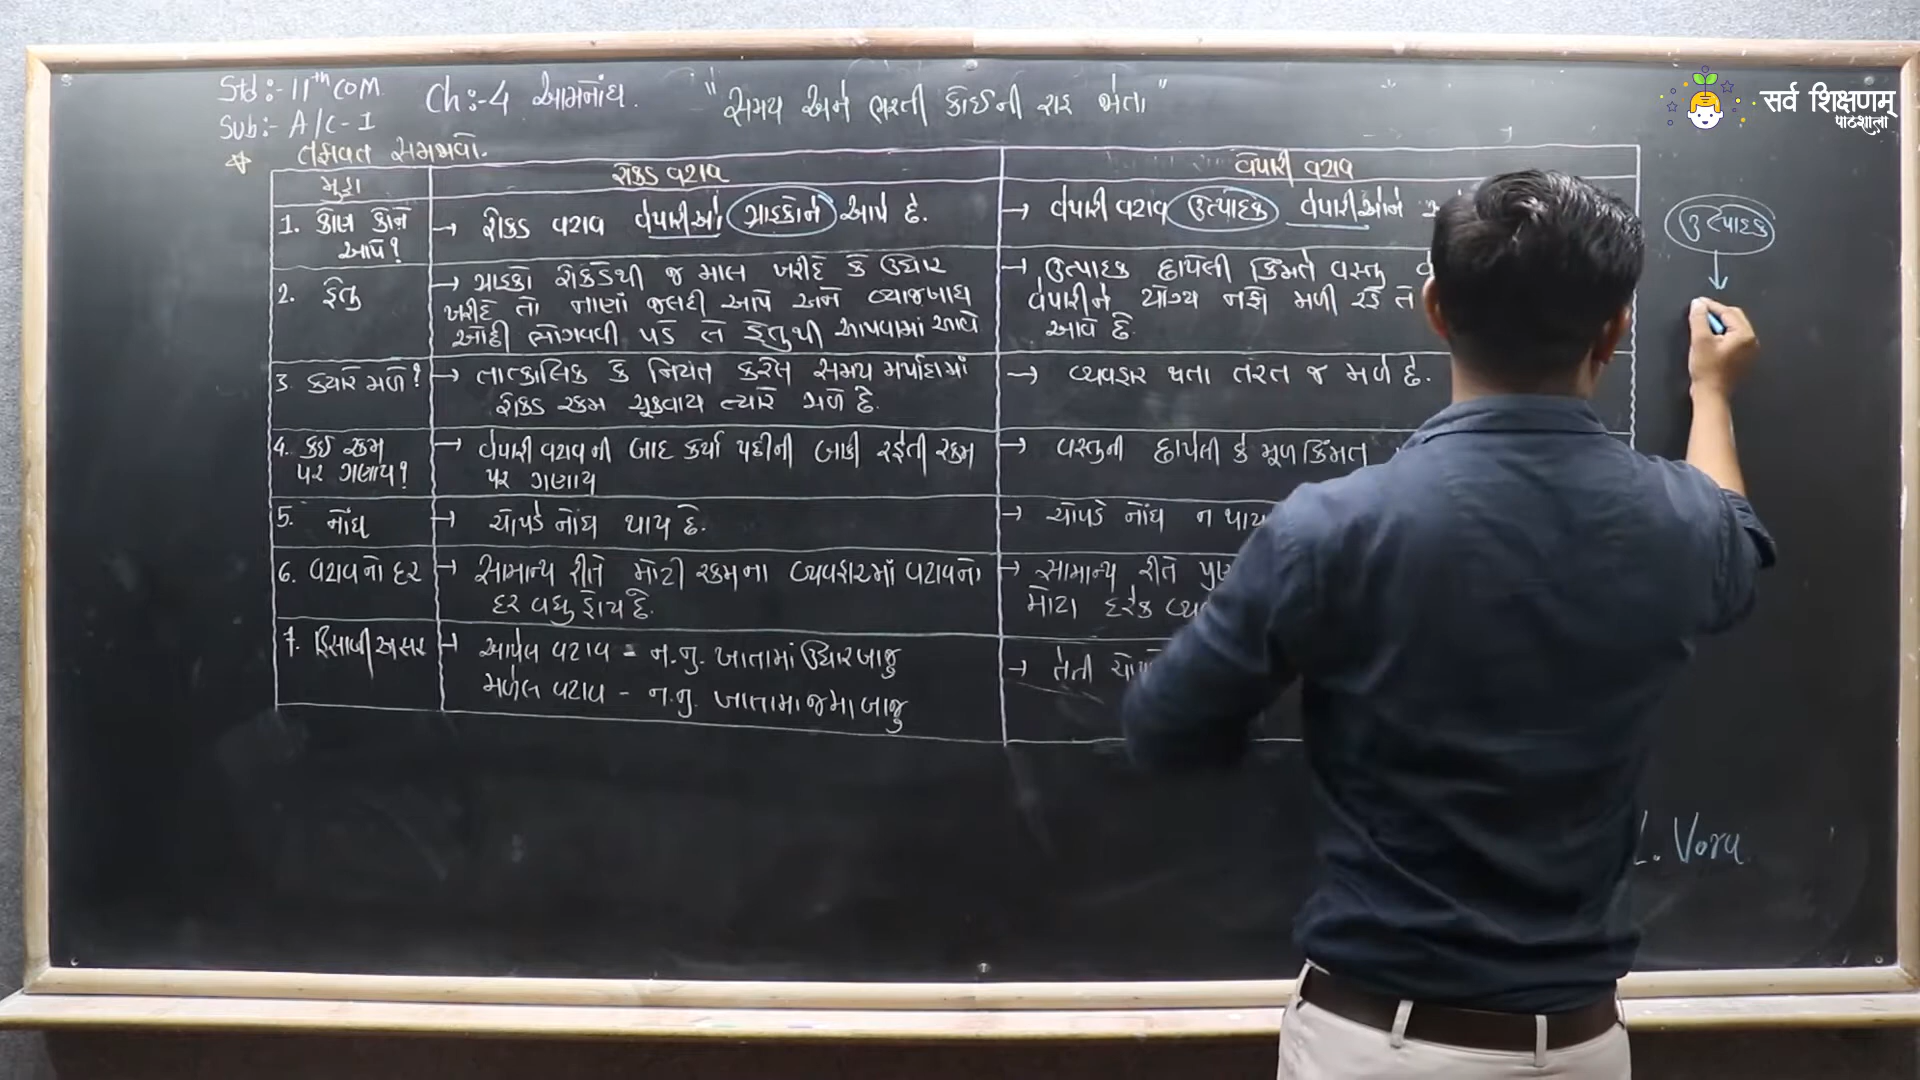 Std:- 11th COM.
Sub:- A/C-1
Ch:-4 આમનોંધ.
"સમય અને ભરતી કોઈની રાહ જોતા"
सर्व शिक्षणम्
पाठशाला
તફાવત સમજાવો.
મુદ્દા
રોકડ વટાવ
વેપારી વટાવ
1. કોણ કોને
આપે?
→ રોકડ વટાવ વેપારીઓ ગ્રાહકોને આપે છે.
→ વેપારી વટાવ ઉત્પાદક વેપારીઓને
ઉત્પાદક
2. હેતુ
→ ગ્રાહકો રોકડેથી જ માલ ખરીદે કે ઉધાર
ખરીદે તો નાણાં જલદી આપે અને વ્યાજખાધ
ઓછી ભોગવવી પડે તે હેતુથી આપવામાં આવે
→ ઉત્પાદક છાપેલી કિંમતે વસ્તુ
વેપારીને યોગ્ય નફો મળી રહે તે
આવે છે.
3. ક્યારે મળે?
→ તાત્કાલિક કે નિયત કરેલ સમય મર્યાદામાં
રોકડ રકમ ચૂકવાય ત્યારે મળે છે.
→ વ્યવહાર થતા તરત જ મળે છે.
4. કઈ રકમ
પર ગણાય?
→ વેપારી વટાવની બાદ કર્યા પછીની બાકી રહેતી રકમ
પર ગણાય
→ વસ્તુની છાપેલી કે મૂળ કિંમત
5. નોંધ
→ ચોપડે નોંધ થાય છે.
→ ચોપડે નોંધ ન થાય
6. વટાવનો દર
→ સામાન્ય રીતે મોટી રકમના વ્યવહારમાં વટાવનો
દર વધુ હોય છે.
→ સામાન્ય રીતે
મોટા દરેક
7. હિસાબી અસર
→ આપેલ વટાવ - ન.નુ. ખાતામાં ઉધારબાજુ
મળેલ વટાવ - ન.નુ. ખાતામા જમા બાજુ
→ તેની
L. Vora